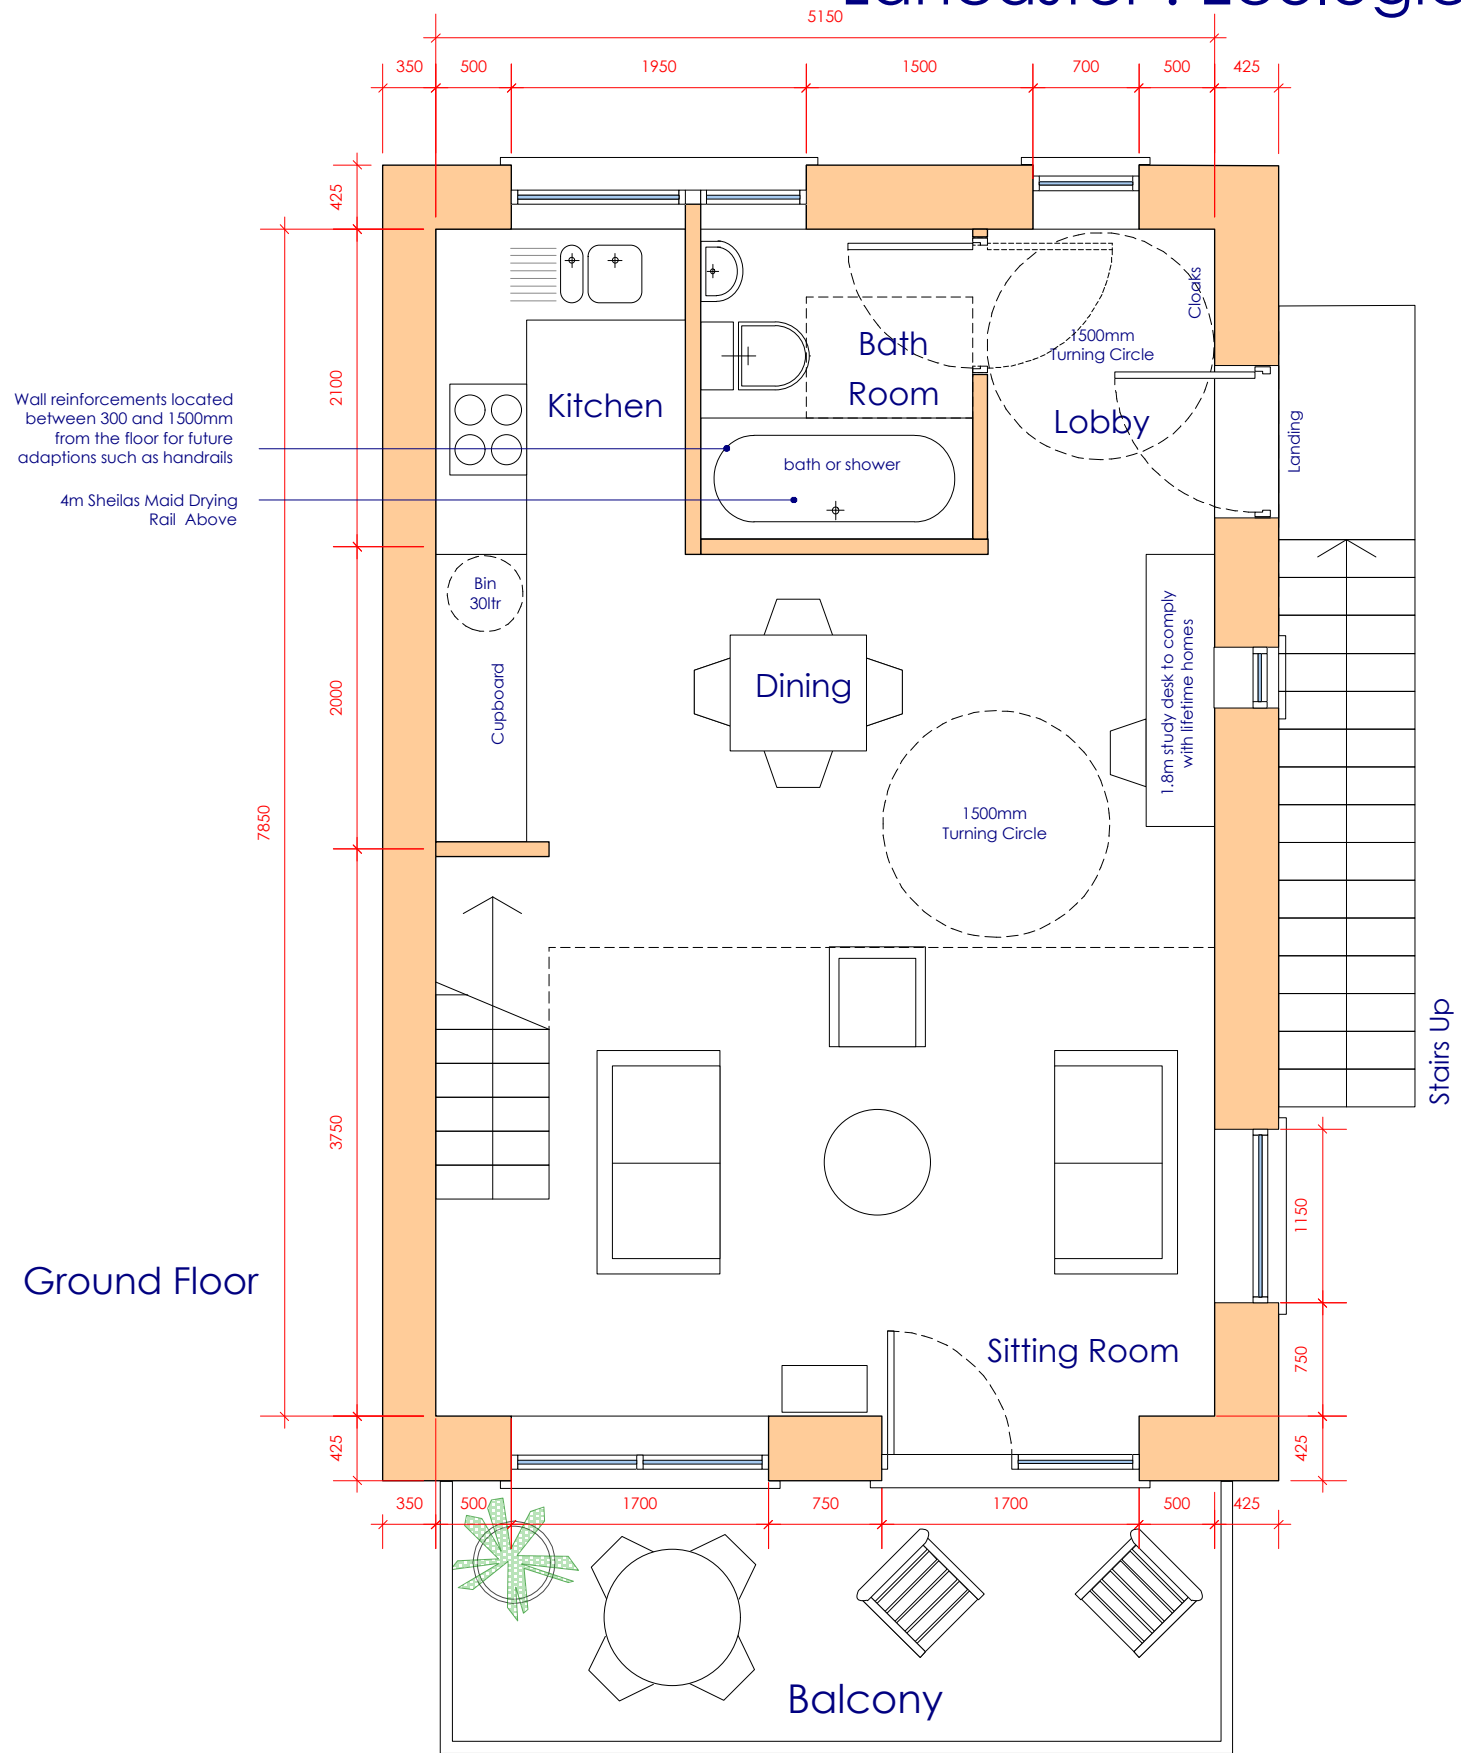 Lancaster : Ecologic
5150
350 500 1950 1500 700 500 425
425
2100
2000
7850
3750
425
Cloaks
1500mm
Turning Circle
Bath
Room
Kitchen
Lobby
Landing
Wall reinforcements located
between 300 and 1500mm
from the floor for future
adaptions such as handrails
bath or shower
4m Sheilas Maid Drying
Rail Above
Bin
30ltr
Cupboard
Dining
1.8m study desk to comply
with lifetime homes
1500mm
Turning Circle
Stairs Up
Ground Floor
Sitting Room
1150
750
425
350 500 1700 750 1700 500 425
Balcony